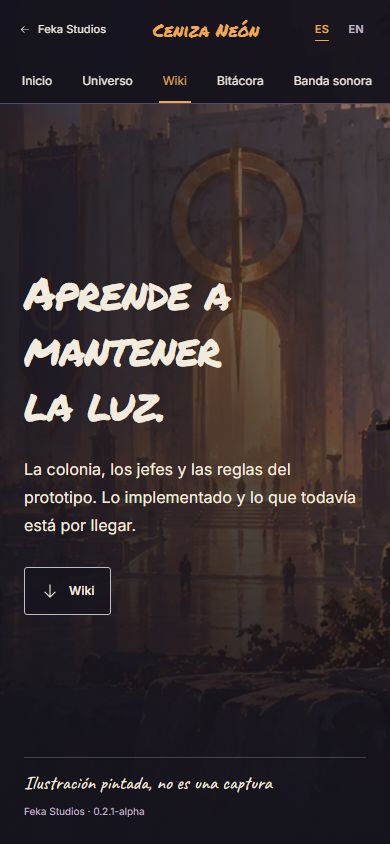 ← Feka Studios
Ceniza Neón
ES EN
Inicio Universo Wiki Bitácora Banda sonora
Aprende a
mantener
la luz.
La colonia, los jefes y las reglas del
prototipo. Lo implementado y lo que todavía
está por llegar.
↓ Wiki
Ilustración pintada, no es una captura
Feka Studios · 0.2.1-alpha